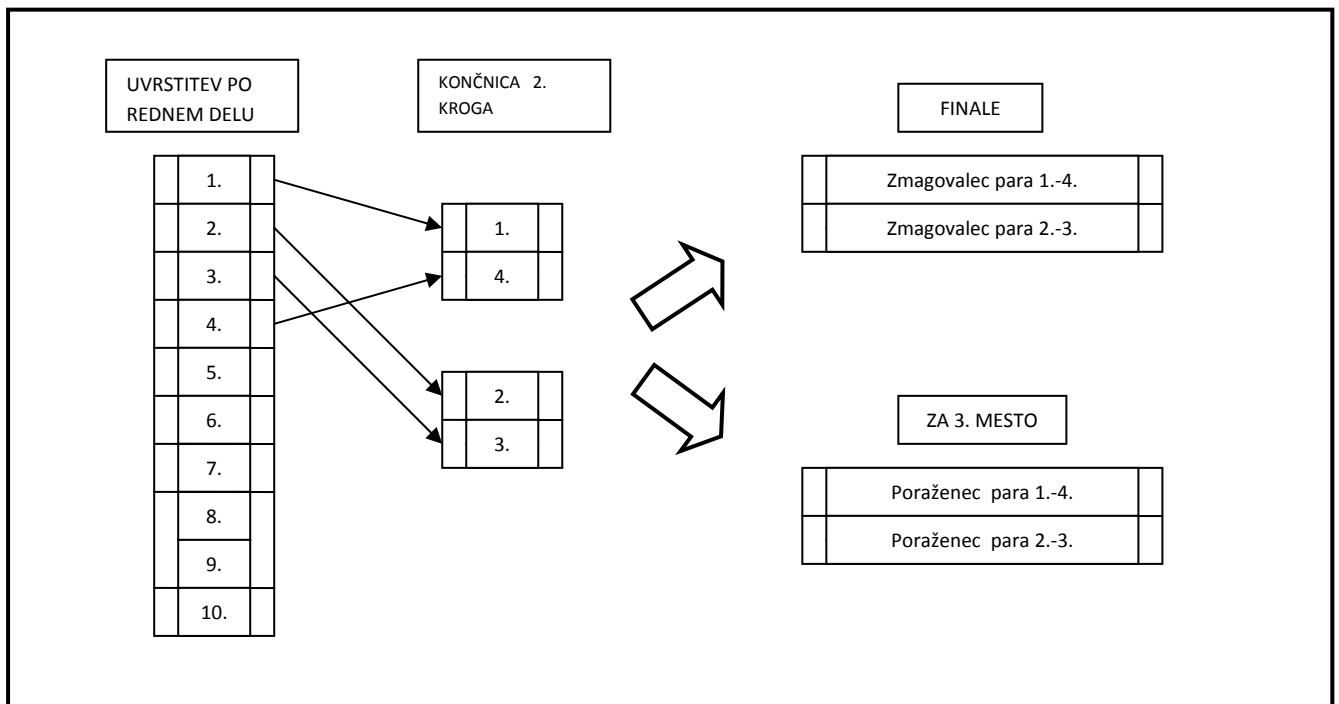 UVRSTITEV PO
REDNEM DELU
1.
2.
3.
4.
5.
6.
7.
8.
9.
10.
KONČNICA 2.
KROGA
1.
4.
2.
3.
FINALE
Zmagovalec para 1.-4.
Zmagovalec para 2.-3.
ZA 3. MESTO
Poraženec para 1.-4.
Poraženec para 2.-3.